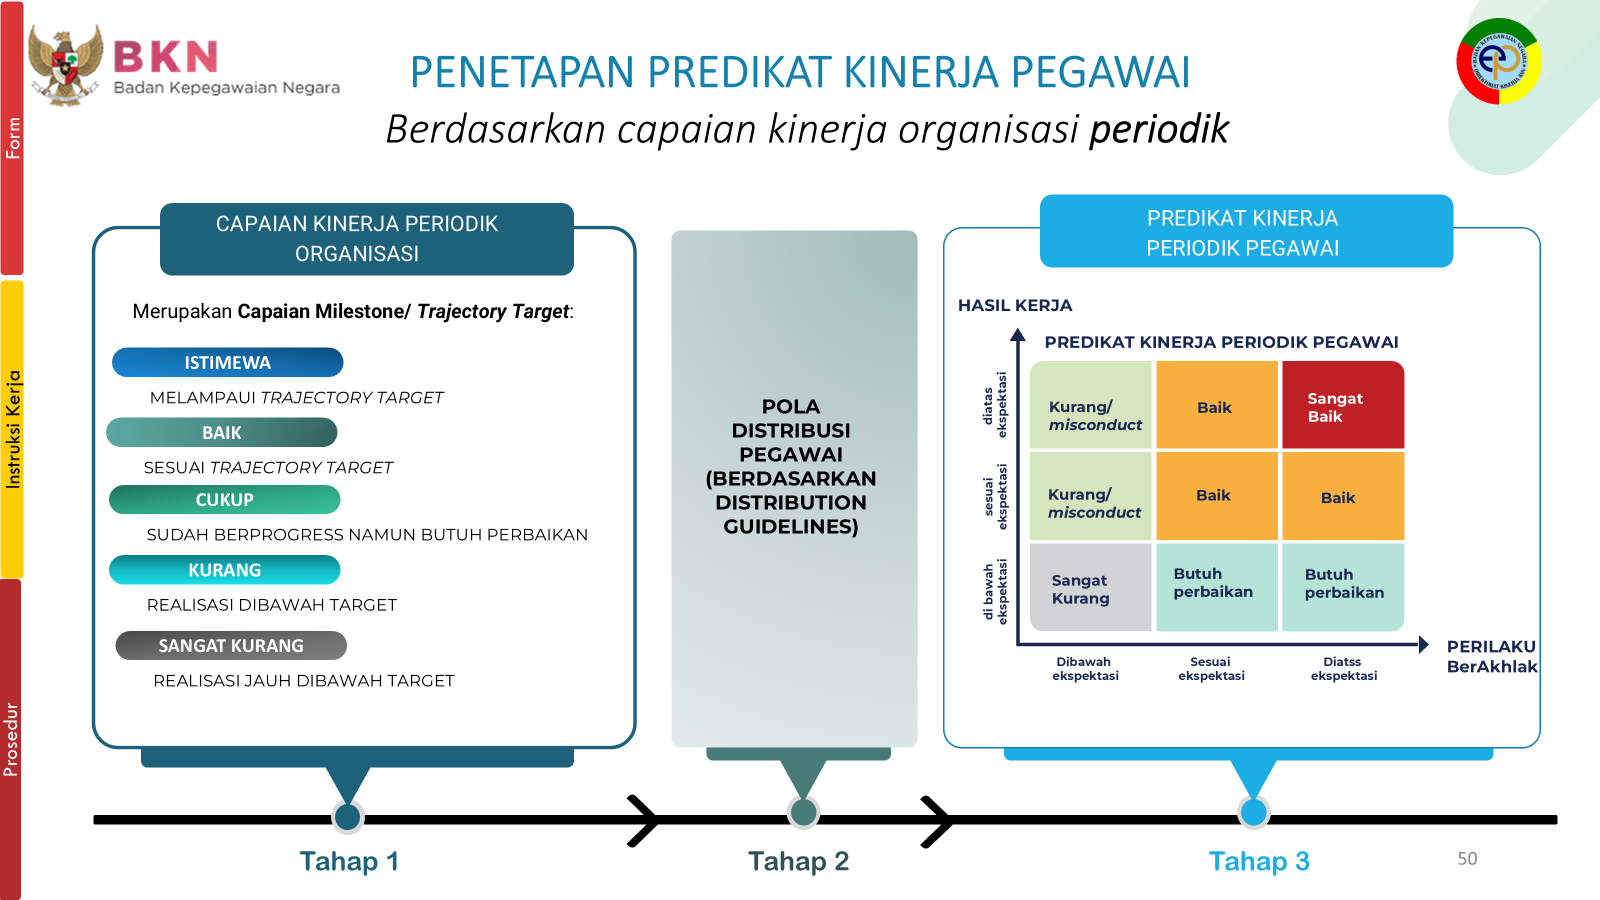 Form
Instruksi Kerja
Prosedur
BKN
Badan Kepegawaian Negara
PENETAPAN PREDIKAT KINERJA PEGAWAI
Berdasarkan capaian kinerja organisasi periodik
CAPAIAN KINERJA PERIODIK
ORGANISASI
Merupakan Capaian Milestone/ Trajectory Target:
ISTIMEWA
MELAMPAUI TRAJECTORY TARGET
BAIK
SESUAI TRAJECTORY TARGET
CUKUP
SUDAH BERPROGRESS NAMUN BUTUH PERBAIKAN
KURANG
REALISASI DIBAWAH TARGET
SANGAT KURANG
REALISASI JAUH DIBAWAH TARGET
POLA
DISTRIBUSI
PEGAWAI
(BERDASARKAN
DISTRIBUTION
GUIDELINES)
PREDIKAT KINERJA
PERIODIK PEGAWAI
HASIL KERJA
PREDIKAT KINERJA PERIODIK PEGAWAI
diatas
ekspektasi
Kurang/
misconduct
Baik
Sangat
Baik
sesuai
ekspektasi
Kurang/
misconduct
Baik
Baik
di bawah
ekspektasi
Sangat
Kurang
Butuh
perbaikan
Butuh
perbaikan
Dibawah
ekspektasi
Sesuai
ekspektasi
Diatss
ekspektasi
PERILAKU
BerAkhlak
Tahap 1
Tahap 2
Tahap 3
50